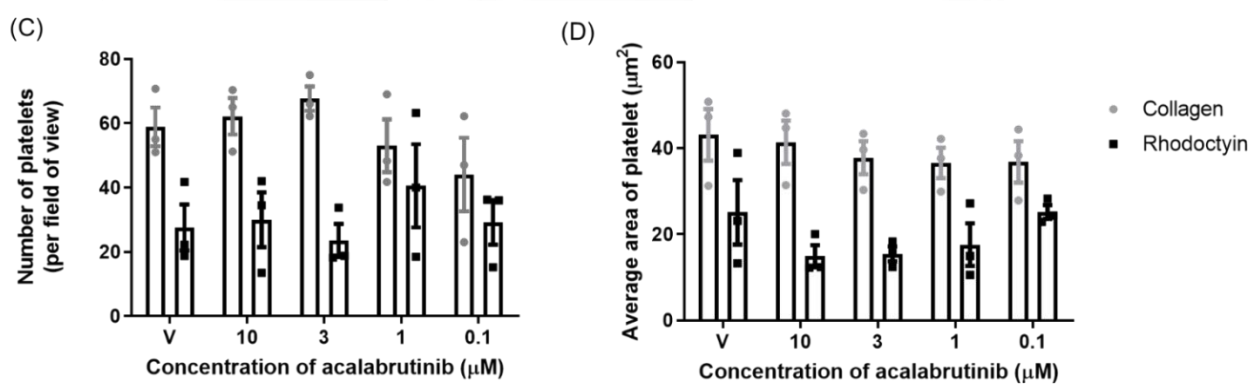 (C)
Number of platelets
(per field of view)
80
60
40
20
0
V 10 3 1 0.1
Concentration of acalabrutinib (μM)
(D)
Average area of platelet (μm²)
60
40
20
0
V 10 3 1 0.1
Concentration of acalabrutinib (μM)
Collagen
Rhodoctyin